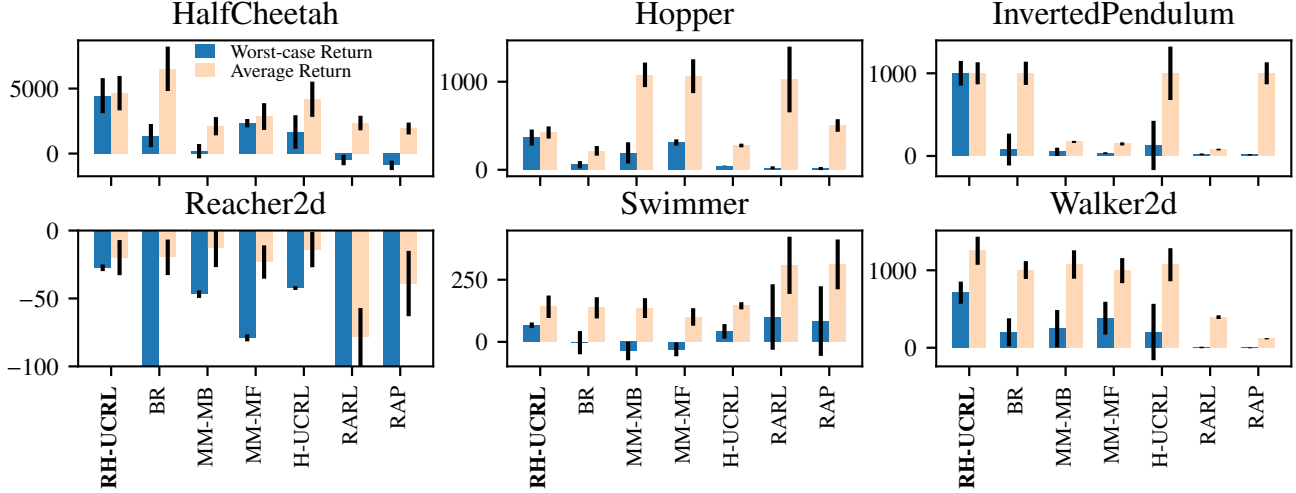 HalfCheetah
Hopper
InvertedPendulum
Worst-case Return
Average Return
5000
0
1000
0
1000
0
Reacher2d
Swimmer
Walker2d
0
−50
−100
250
0
1000
0
RH-UCRL
BR
MM-MB
MM-MF
H-UCRL
RARL
RAP
RH-UCRL
BR
MM-MB
MM-MF
H-UCRL
RARL
RAP
RH-UCRL
BR
MM-MB
MM-MF
H-UCRL
RARL
RAP